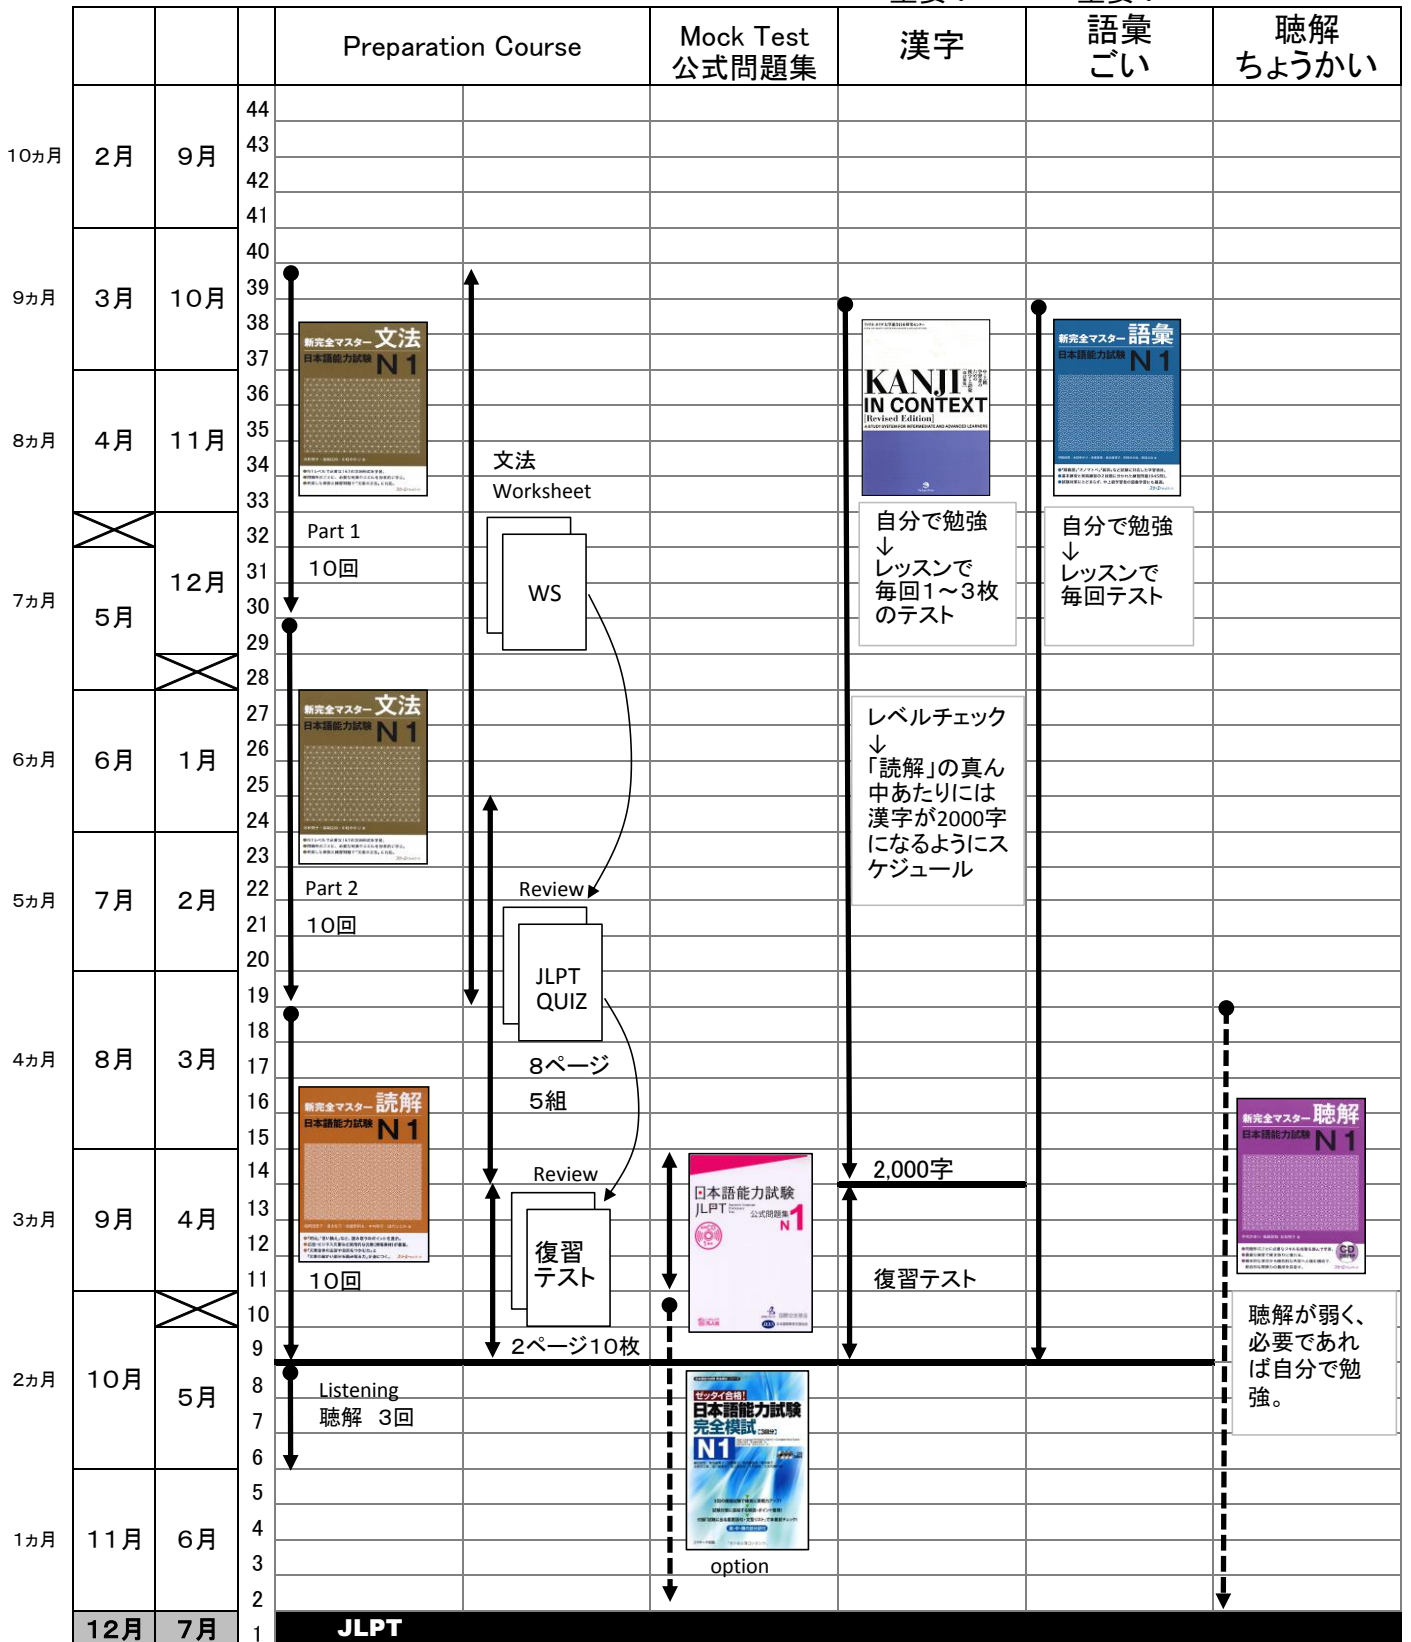 Preparation Course
Mock Test
公式問題集
漢字
語彙
ごい
聴解
ちょうかい
10ヵ月
2月
9月
44
43
42
41
9ヵ月
3月
10月
40
39
38
37
新完全マスター 文法
日本語能力試験 N1
KANJI
IN CONTEXT
[Revised Edition]
A STUDY SYSTEM FOR INTERMEDIATE AND ADVANCED LEARNERS
新完全マスター 語彙
日本語能力試験 N1
8ヵ月
4月
11月
36
35
34
33
文法
Worksheet
7ヵ月
5月
12月
32
31
30
29
28
Part 1
10回
WS
自分で勉強
↓
レッスンで
毎回1～3枚
のテスト
自分で勉強
↓
レッスンで
毎回テスト
6ヵ月
6月
1月
27
26
25
24
新完全マスター 文法
日本語能力試験 N1
レベルチェック
↓
「読解」の真ん
中あたりには
漢字が2000字
になるようにス
ケジュール
5ヵ月
7月
2月
23
22
21
20
Part 2
10回
Review
JLPT
QUIZ
8ページ
5組
4ヵ月
8月
3月
19
18
17
16
15
新完全マスター 読解
日本語能力試験 N1
新完全マスター 聴解
日本語能力試験 N1
CD
3ヵ月
9月
4月
14
13
12
11
10回
Review
復習
テスト
2ページ10枚
日本語能力試験
JLPT
公式問題集
N1
2,000字
復習テスト
聴解が弱く、
必要であれ
ば自分で勉
強。
2ヵ月
10月
5月
10
9
8
7
6
Listening
聴解 3回
ゼッタイ合格!
日本語能力試験
完全模試
N1
option
1ヵ月
11月
6月
5
4
3
2
12月
7月
1
JLPT